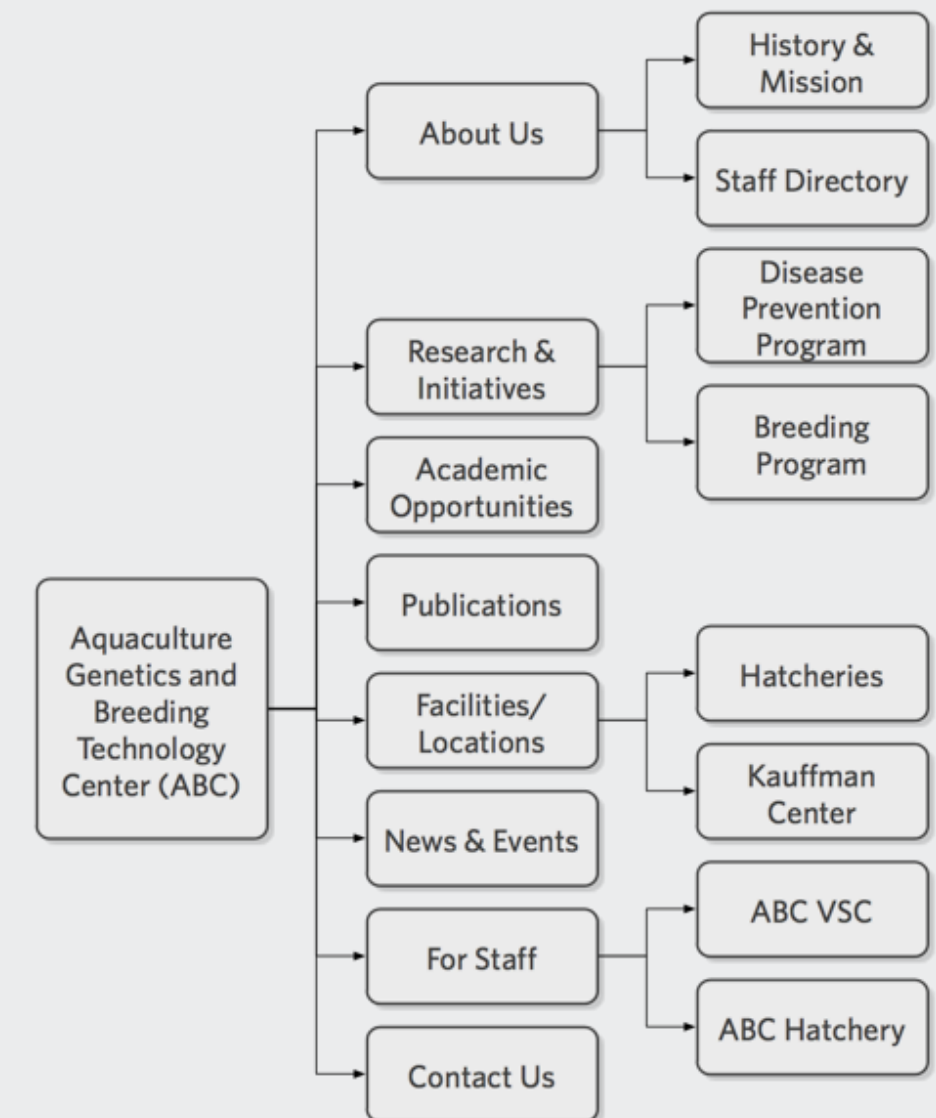 Aquaculture
Genetics and
Breeding
Technology
Center (ABC)
About Us
History &
Mission
Staff Directory
Research &
Initiatives
Disease
Prevention
Program
Breeding
Program
Academic
Opportunities
Publications
Facilities/
Locations
Hatcheries
Kauffman
Center
News & Events
For Staff
ABC VSC
ABC Hatchery
Contact Us